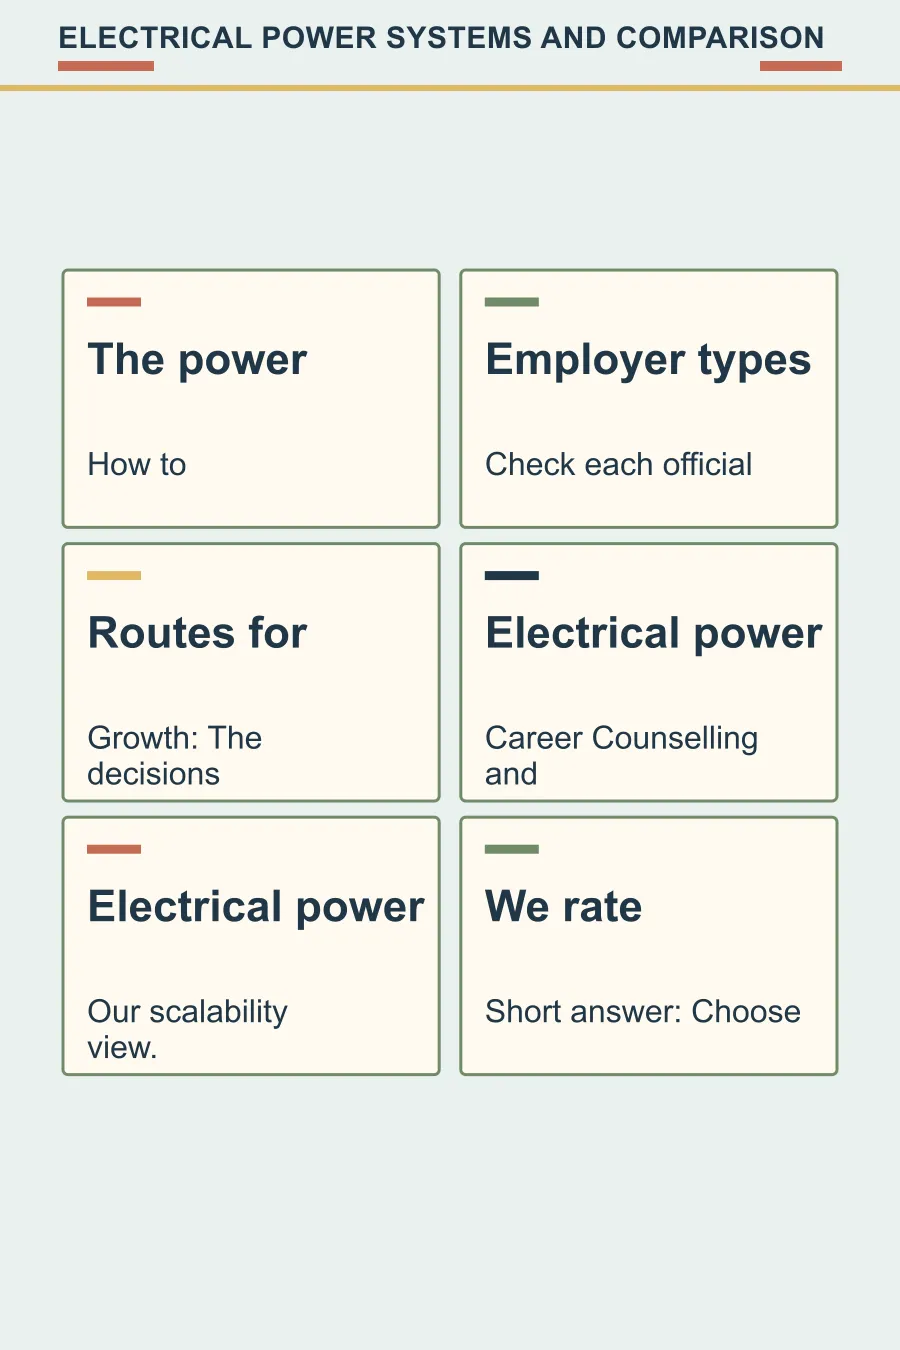 ELECTRICAL POWER SYSTEMS AND COMPARISON
The power
How to
Employer types
Check each official
Routes for
Growth: The
decisions
Electrical power
Career Counselling
and
Electrical power
Our scalability
view.
We rate
Short answer: Choose